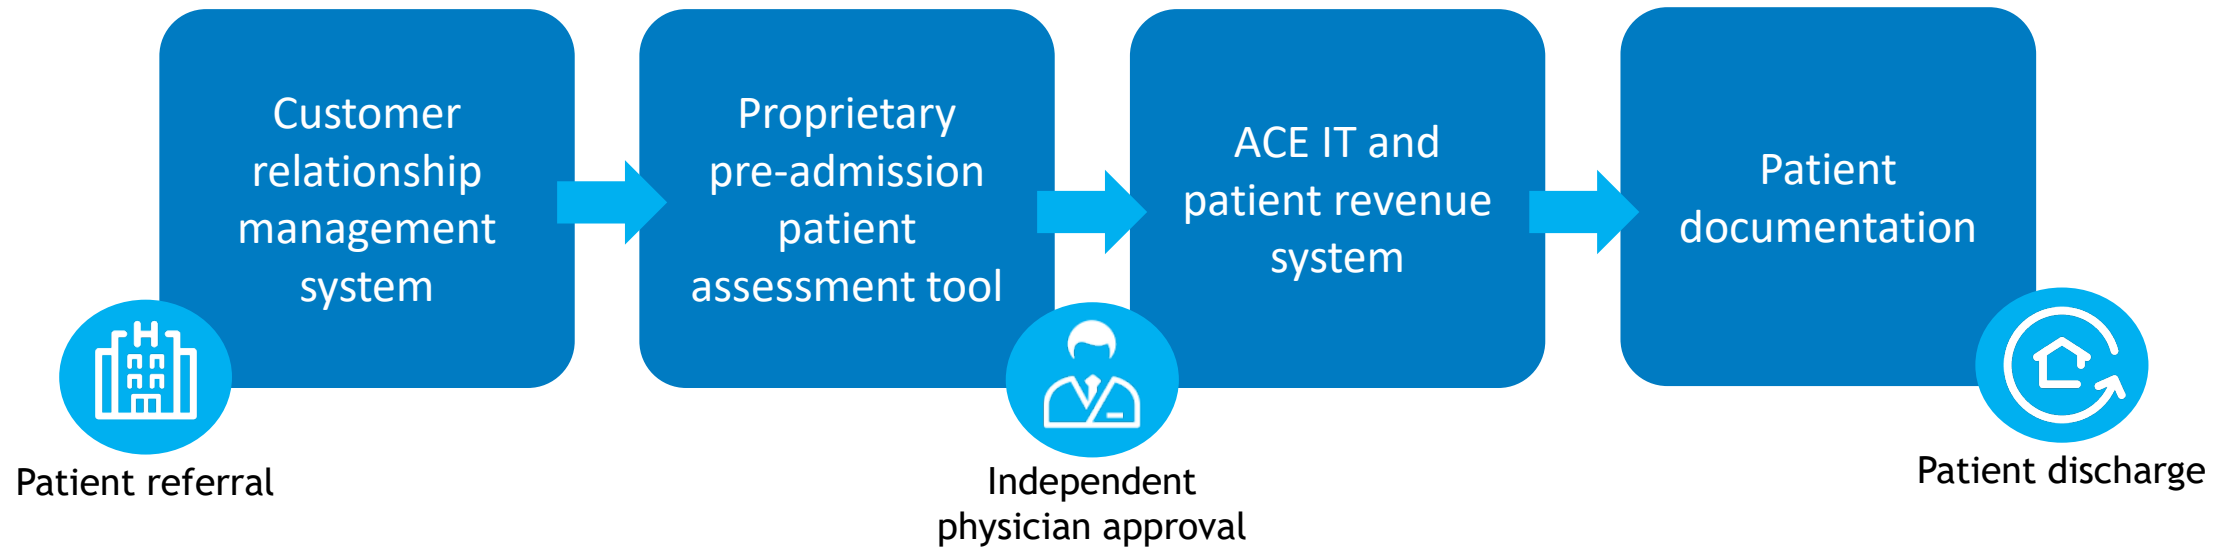 Customer
relationship
management
system
Proprietary
pre-admission
patient
assessment tool
ACE IT and
patient revenue
system
Patient
documentation
H
Patient referral
Independent
physician approval
Patient discharge